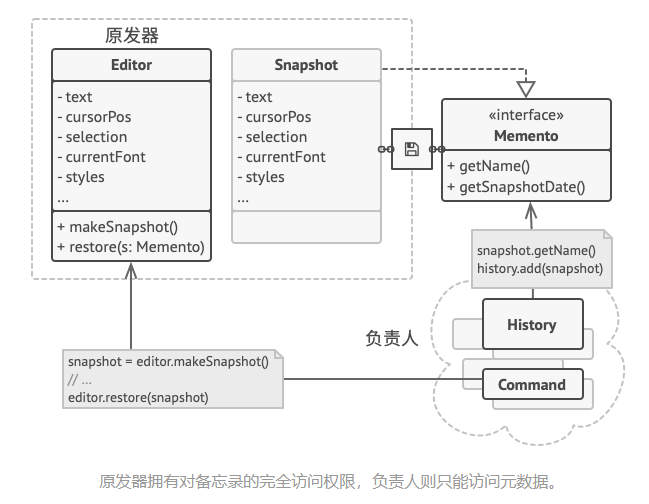 原发器
Editor
- text
- cursorPos
- selection
- currentFont
- styles
...
+ makeSnapshot()
+ restore(s: Memento)
Snapshot
- text
- cursorPos
- selection
- currentFont
- styles
...
«interface»
Memento
+ getName()
+ getSnapshotDate()
snapshot.getName()
history.add(snapshot)
负责人
History
Command
snapshot = editor.makeSnapshot()
// ...
editor.restore(snapshot)
原发器拥有对备忘录的完全访问权限，负责人则只能访问元数据。